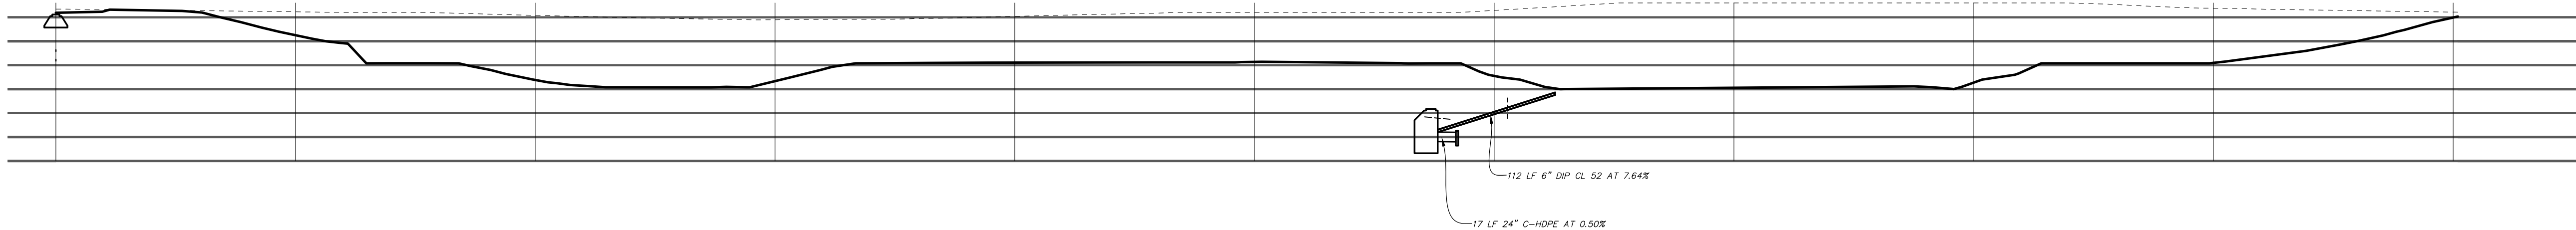 112 LF 6" DIP CL 52 AT 7.64%
17 LF 24" C-HDPE AT 0.50%